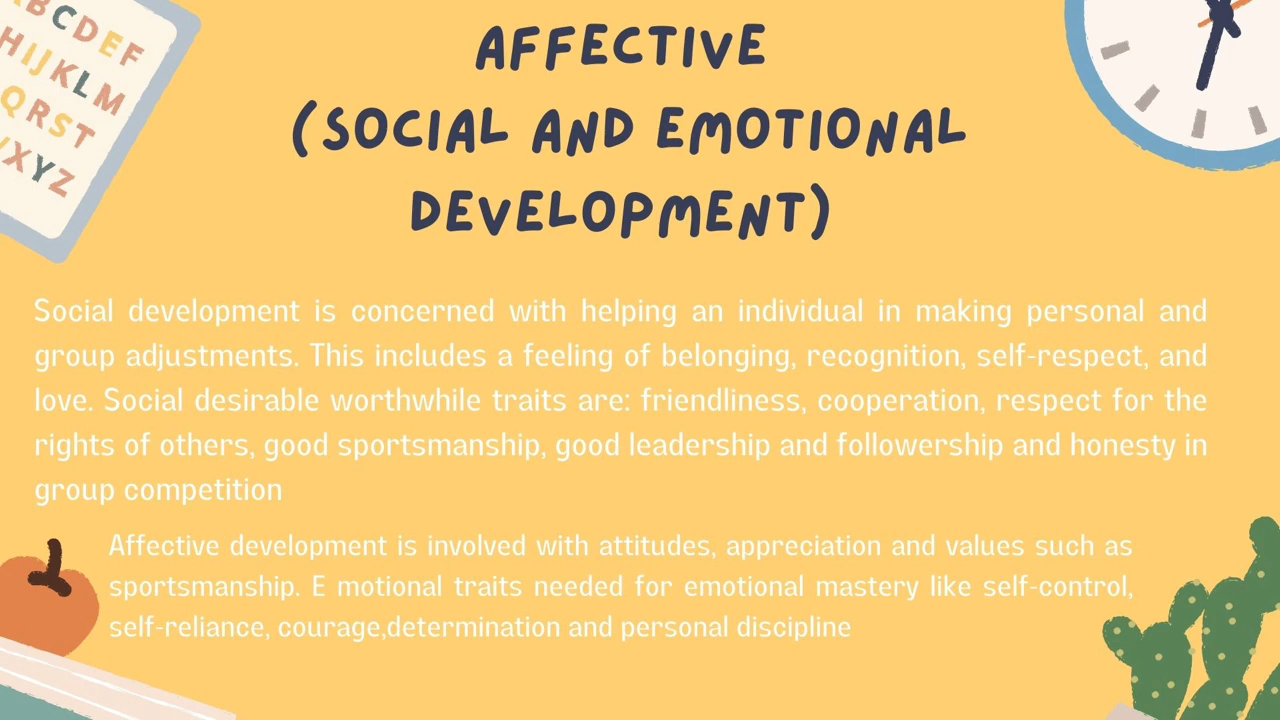 BCDEF
HIJKLM
QRST
XYZ
AFFECTIVE
(SOCIAL AND EMOTIONAL
DEVELOPMENT)
Social development is concerned with helping an individual in making personal and
group adjustments. This includes a feeling of belonging, recognition, self-respect, and
love. Social desirable worthwhile traits are: friendliness, cooperation, respect for the
rights of others, good sportsmanship, good leadership and followership and honesty in
group competition
Affective development is involved with attitudes, appreciation and values such as
sportsmanship. E motional traits needed for emotional mastery like self-control,
self-reliance, courage,determination and personal discipline